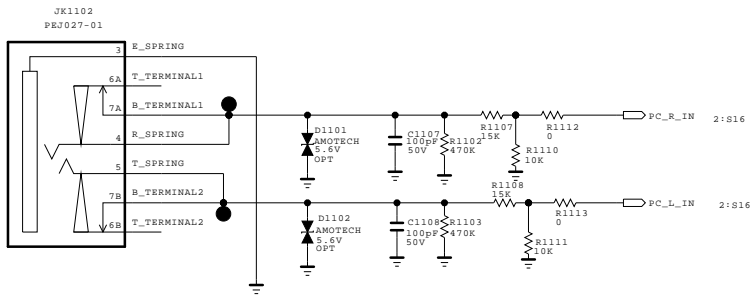 JK1102
PEJ027-01
3 E_SPRING
6A T_TERMINAL1
7A B_TERMINAL1
4 R_SPRING
5 T_SPRING
7B B_TERMINAL2
6B T_TERMINAL2
D1101
AMOTECH
5.6V
OPT
C1107
100pF
50V
R1102
470K
R1107
15K
R1110
10K
R1112
0
PC_R_IN 2:S16
D1102
AMOTECH
5.6V
OPT
C1108
100pF
50V
R1103
470K
R1108
15K
R1111
10K
R1113
0
PC_L_IN 2:S16